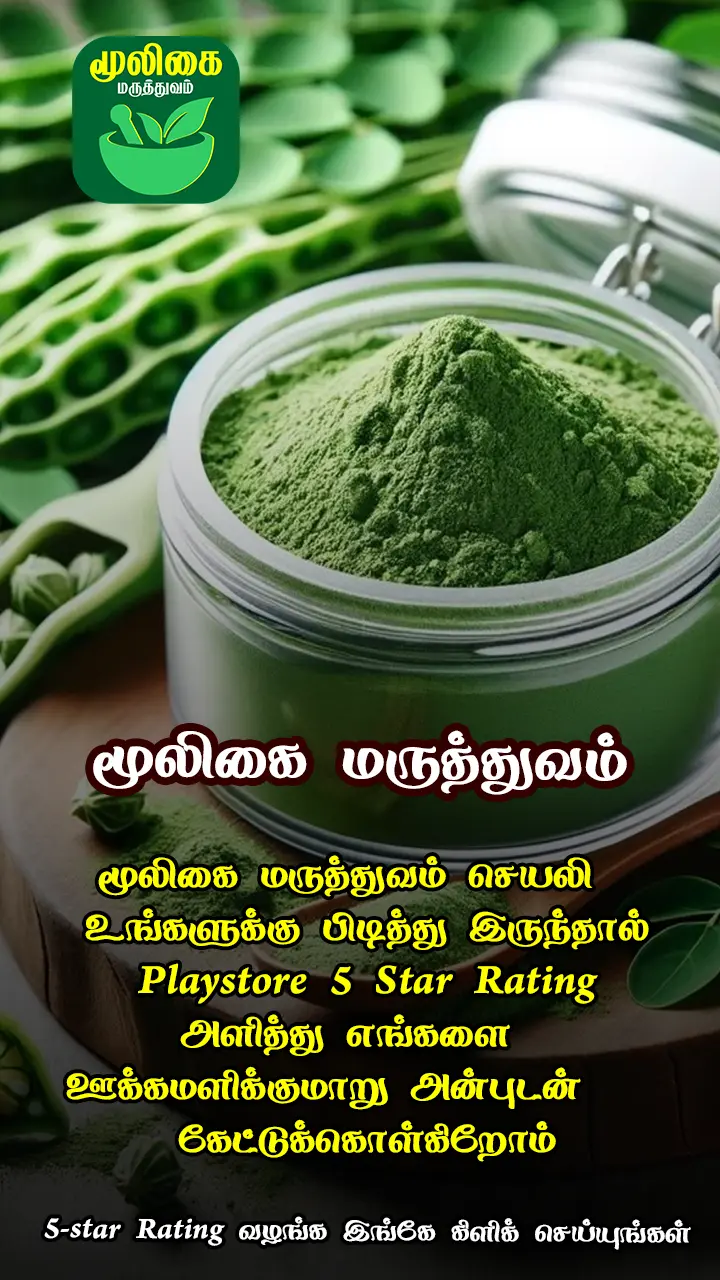 மூலிகை
மருத்துவம்
மூலிகை மருத்துவம்
மூலிகை மருத்துவம் செயலி
உங்களுக்கு பிடித்து இருந்தால்
Playstore 5 Star Rating
அளித்து எங்களை
ஊக்கமளிக்குமாறு அன்புடன்
கேட்டுக்கொள்கிறோம்
5-star Rating வழங்க இங்கே கிளிக் செய்யுங்கள்